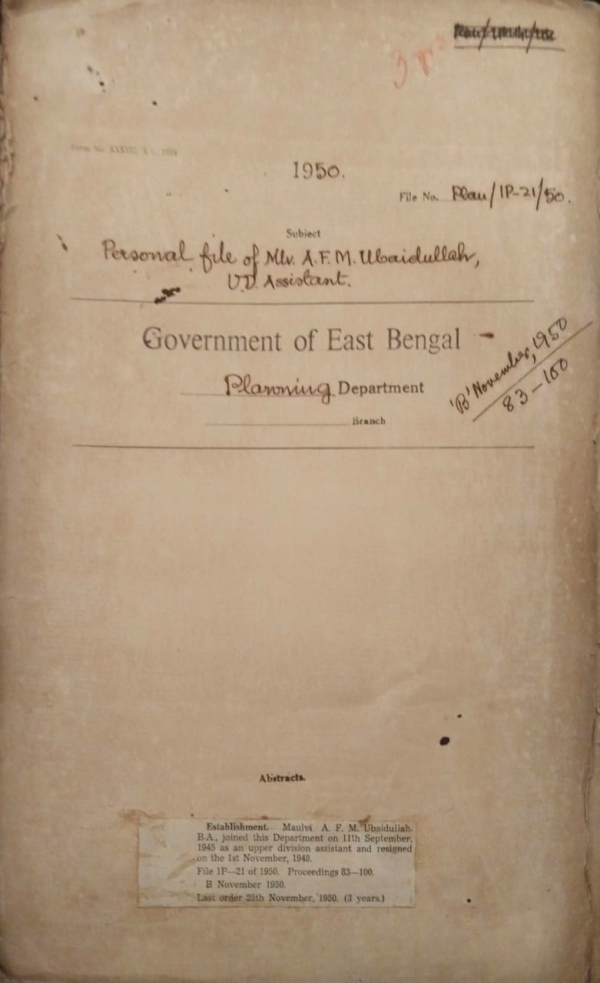 3 yrs
1950.
File No. Plan/1P-21/50.
Subject
Personal file of Mlv. A.F.M. Ubaidullah,
U.D. Assistant.
Government of East Bengal
Planning Department
Branch
'B' November, 1950
83-100
Abstracts.
Establishment. Maulvi A. F. M. Ubaidullah,
B.A., joined this Department on 11th September,
1945 as an upper division assistant and resigned
on the 1st November, 1948.
File 1P—21 of 1950. Proceedings 83—100.
B November 1950.
Last order 25th November, 1950. (3 years.)